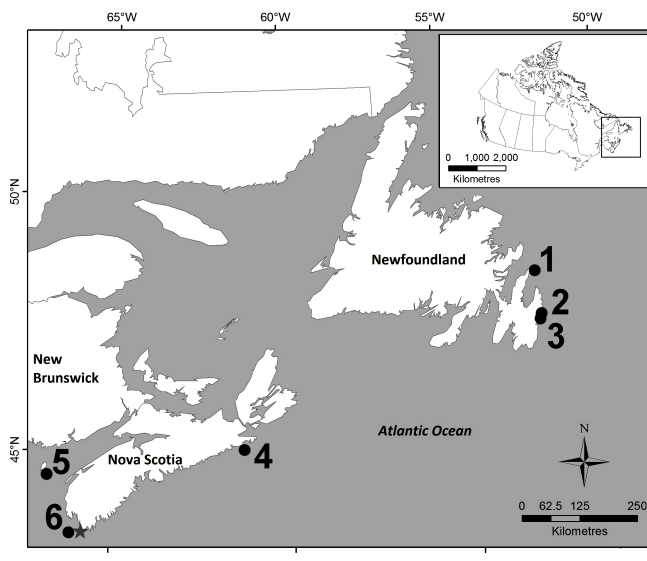 65°W 60°W 55°W 50°W
0 1,000 2,000
Kilometres
50°N
Newfoundland
1
2
3
New
Brunswick
Atlantic Ocean
N
45°N
Nova Scotia
4
5
6
0 62.5 125 250
Kilometres